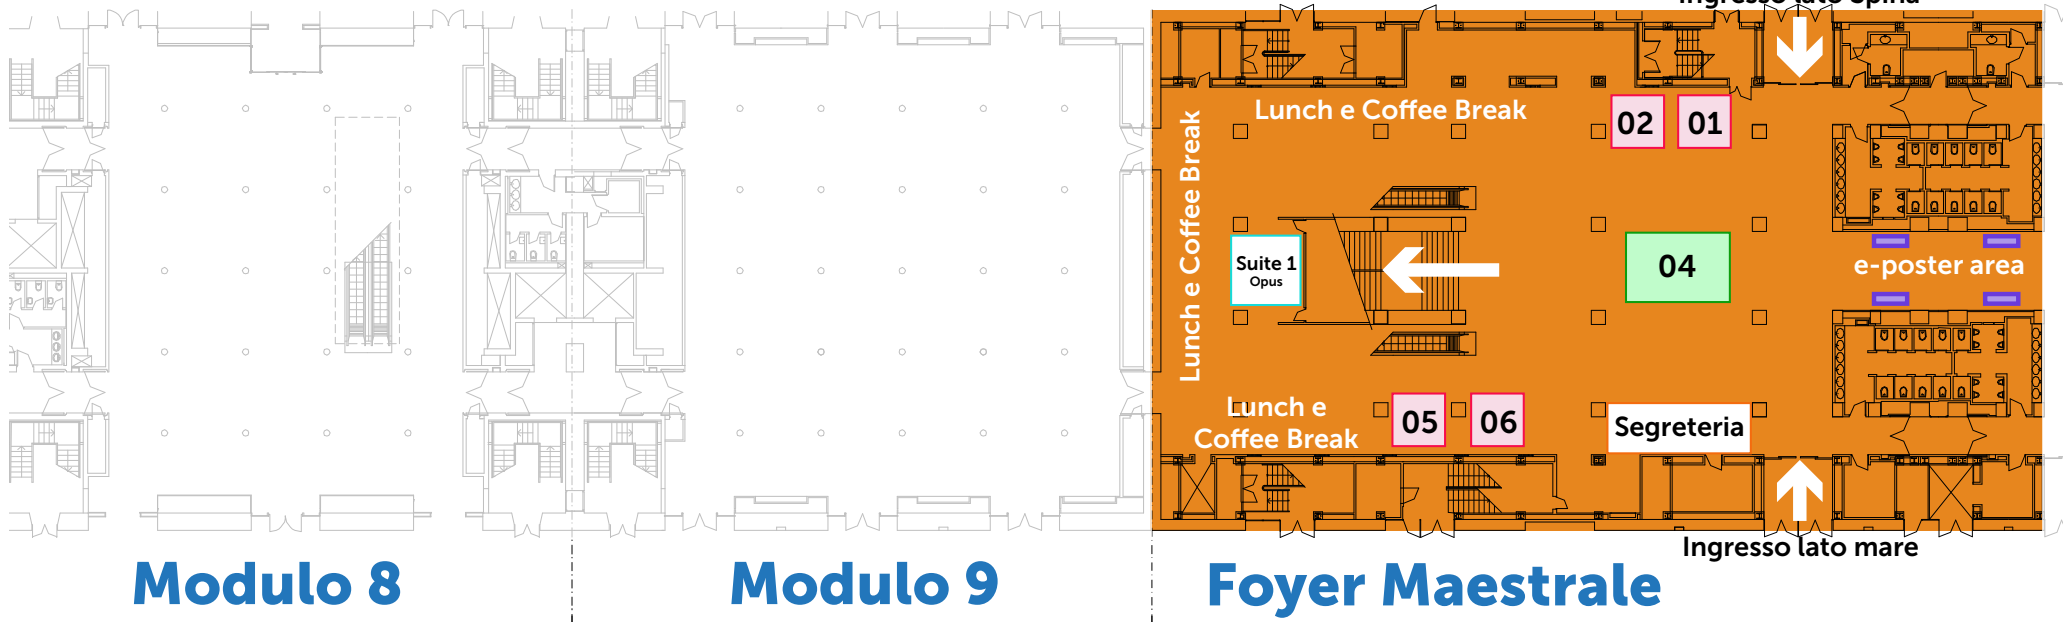 Ingresso lato Spina
Lunch e Coffee Break
02
01
Lunch e Coffee Break
Suite 1
Opus
04
e-poster area
Lunch e
Coffee Break
05
06
Segreteria
Ingresso lato mare
Modulo 8
Modulo 9
Foyer Maestrale